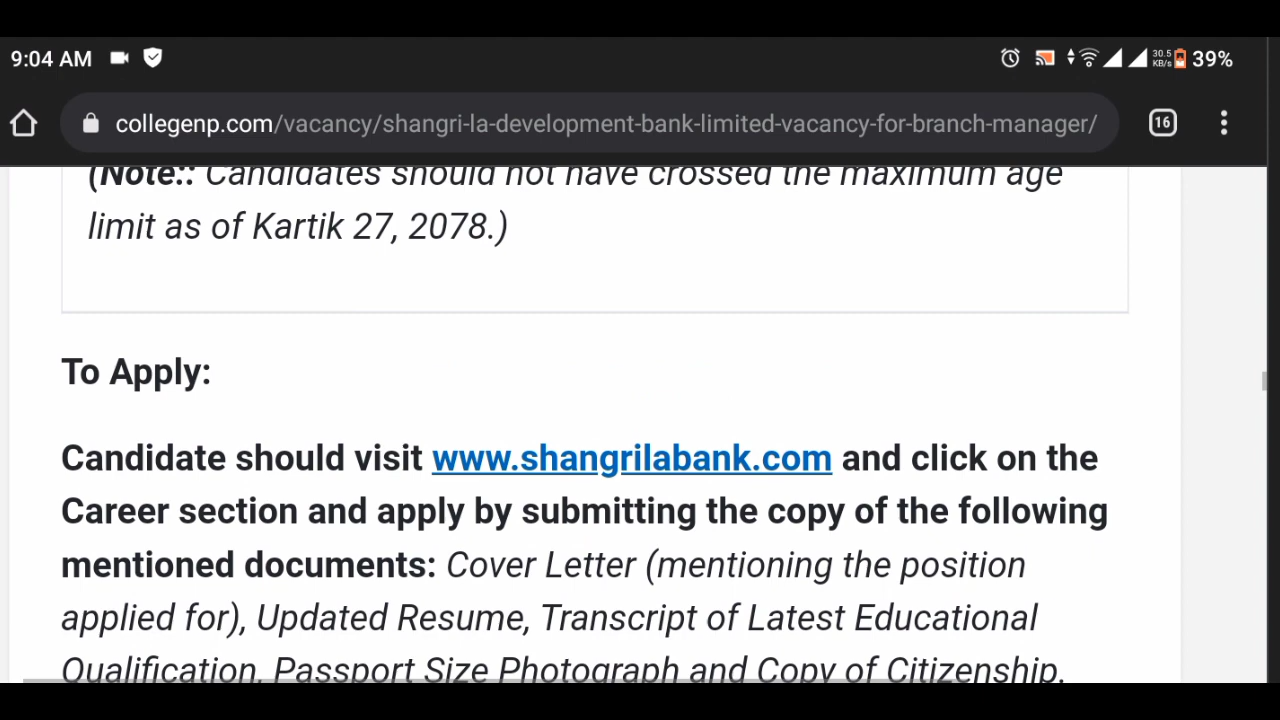 9:04 AM
30.5 KB/s 39%
collegenp.com/vacancy/shangri-la-development-bank-limited-vacancy-for-branch-manager/
16
(Note:: Candidates should not have crossed the maximum age
limit as of Kartik 27, 2078.)
To Apply:
Candidate should visit www.shangrilabank.com and click on the
Career section and apply by submitting the copy of the following
mentioned documents: Cover Letter (mentioning the position
applied for), Updated Resume, Transcript of Latest Educational
Qualification, Passport Size Photograph and Copy of Citizenship.